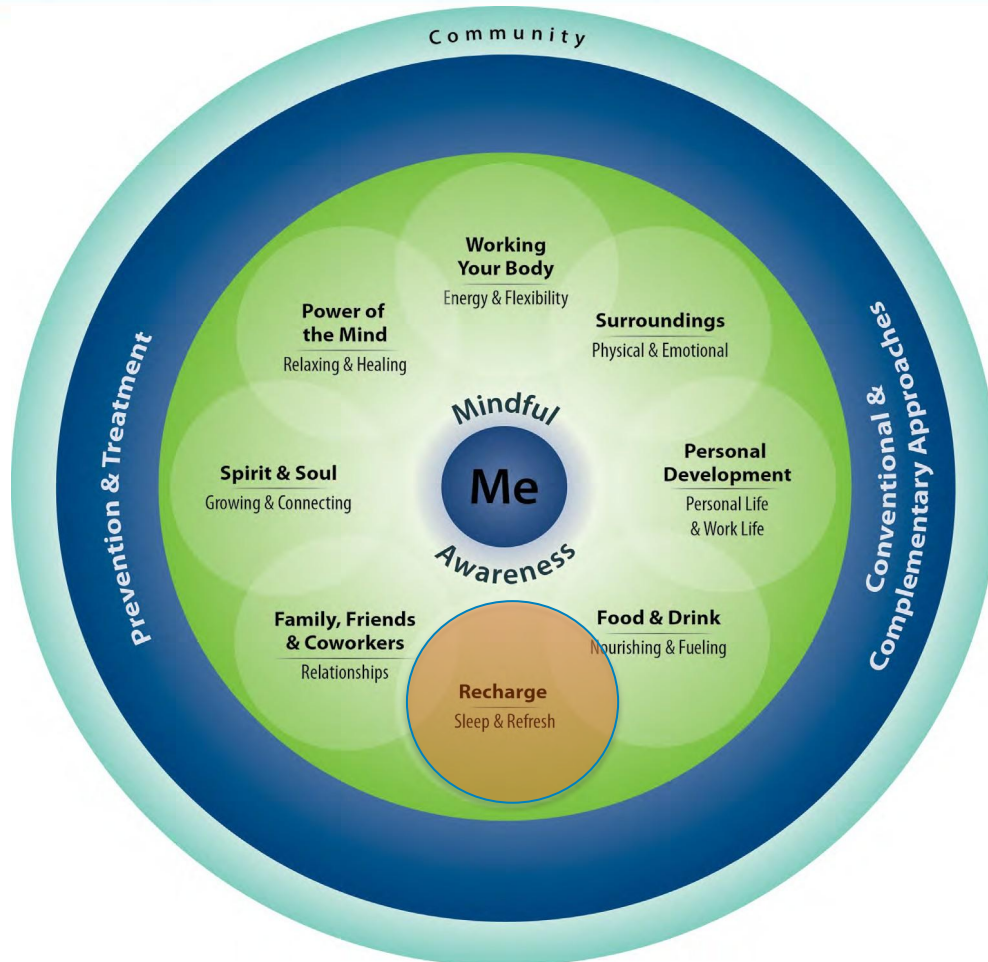 Community
Working
Your Body
Energy & Flexibility
Power of
the Mind
Relaxing & Healing
Surroundings
Physical & Emotional
Mindful
Me
Awareness
Spirit & Soul
Growing & Connecting
Personal
Development
Personal Life
& Work Life
Family, Friends
& Coworkers
Relationships
Food & Drink
Nourishing & Fueling
Recharge
Sleep & Refresh
Prevention & Treatment
Conventional &
Complementary Approaches